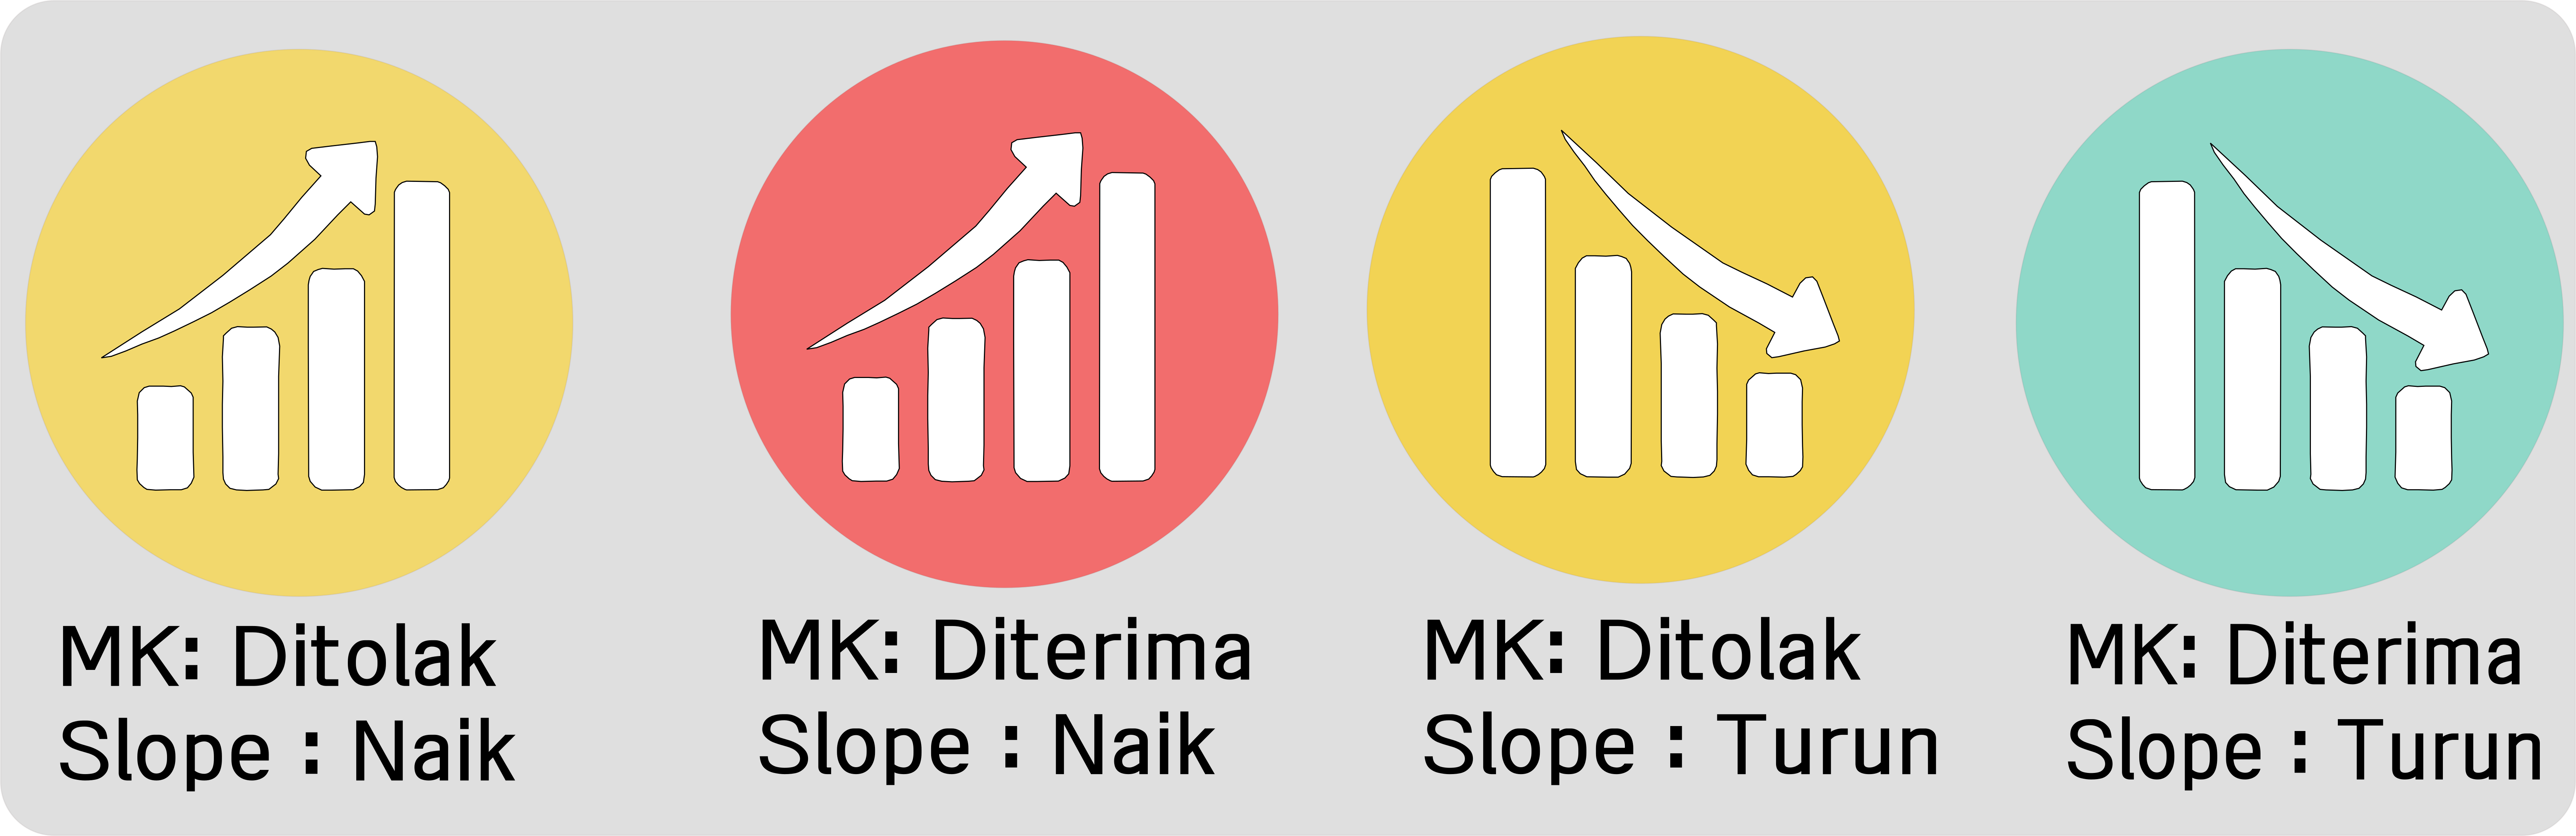 MK: Ditolak
Slope : Naik
MK: Diterima
Slope : Naik
MK: Ditolak
Slope : Turun
MK: Diterima
Slope : Turun